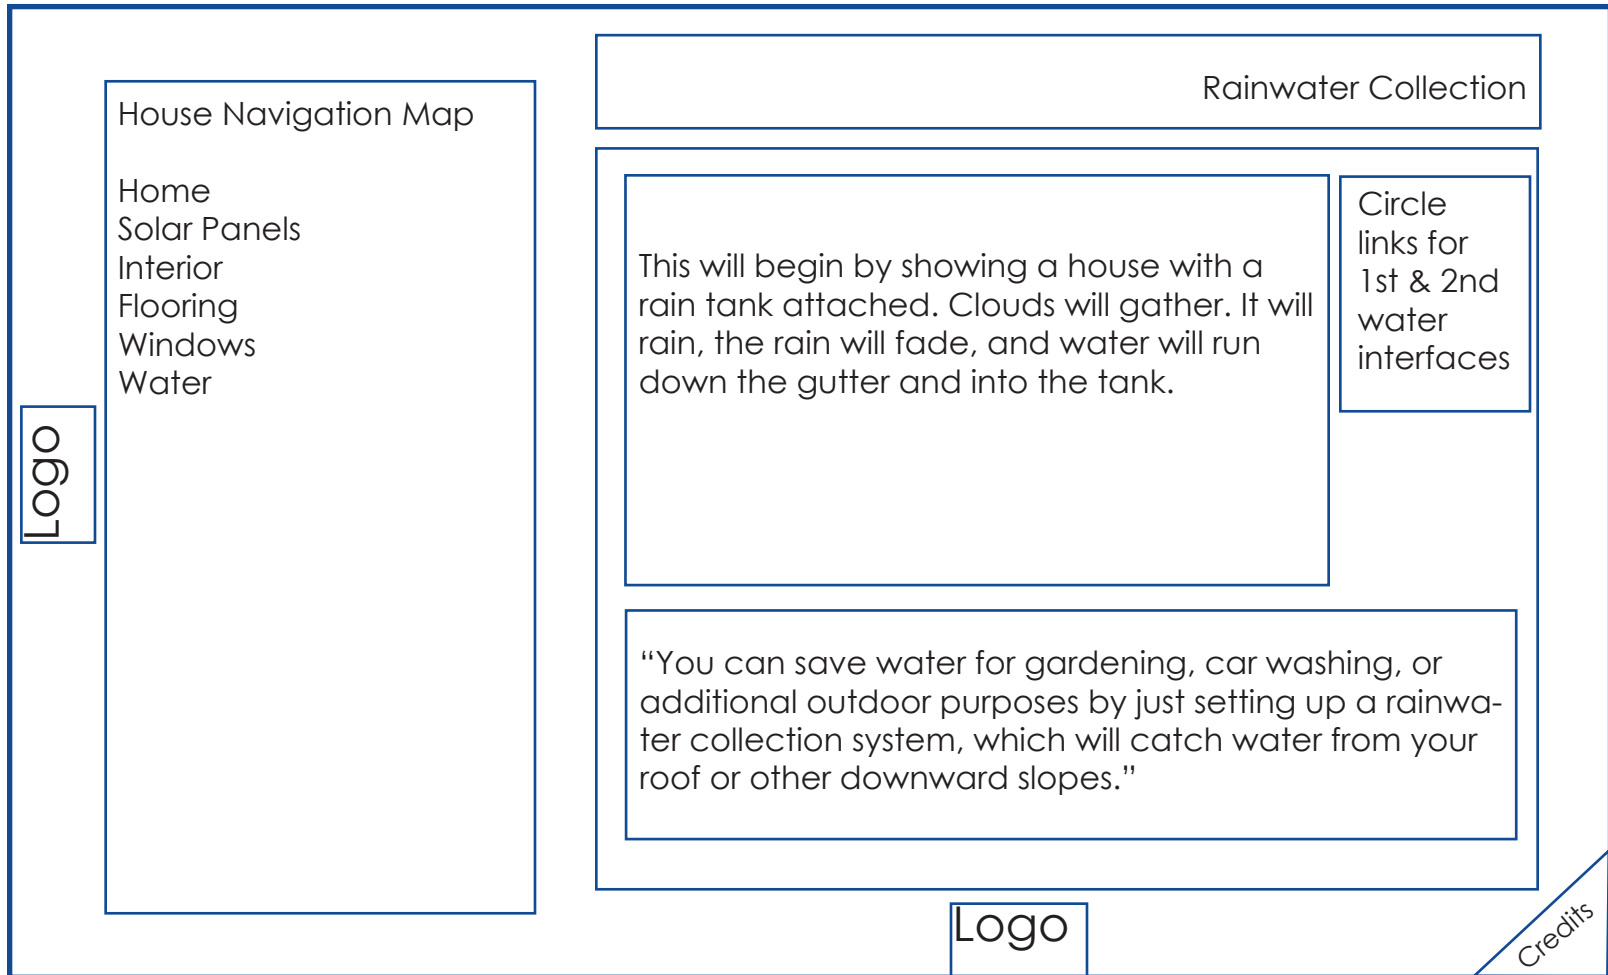 House Navigation Map
Home
Solar Panels
Interior
Flooring
Windows
Water
Logo
Rainwater Collection
This will begin by showing a house with a
rain tank attached. Clouds will gather. It will
rain, the rain will fade, and water will run
down the gutter and into the tank.
Circle
links for
1st & 2nd
water
interfaces
“You can save water for gardening, car washing, or
additional outdoor purposes by just setting up a rainwa-
ter collection system, which will catch water from your
roof or other downward slopes.”
Logo
Credits